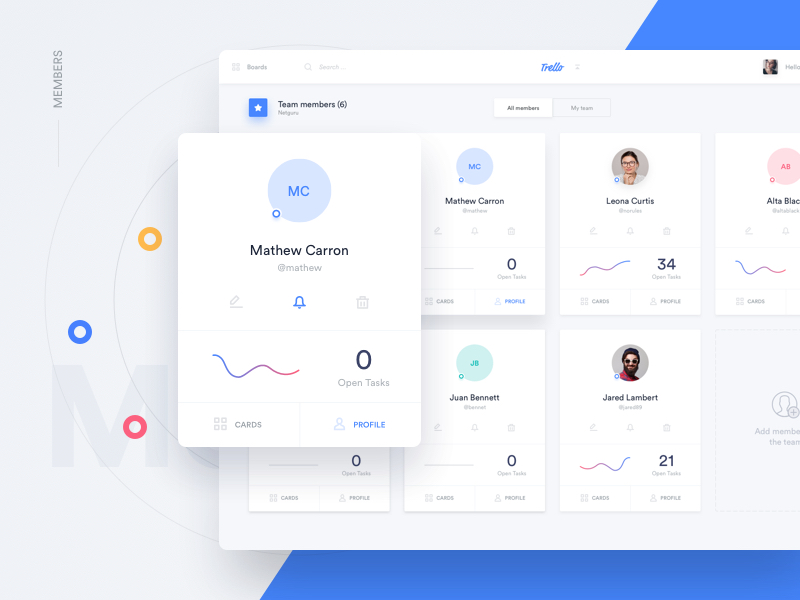 MEMBERS
M
Boards
Search ...
Trello
Hello
Team members (6)
Netguru
All members
My team
MC
Mathew Carron
@mathew
0
Open Tasks
CARDS
PROFILE
MC
Mathew Carron
@mathew
0
Open Tasks
CARDS
PROFILE
Leona Curtis
@norules
34
Open Tasks
CARDS
PROFILE
AB
Alta Blac
@altablack
CARDS
0
Open Tasks
CARDS
PROFILE
JB
Juan Bennett
@bennet
0
Open Tasks
CARDS
PROFILE
Jared Lambert
@jared89
21
Open Tasks
CARDS
PROFILE
Add membe
the team